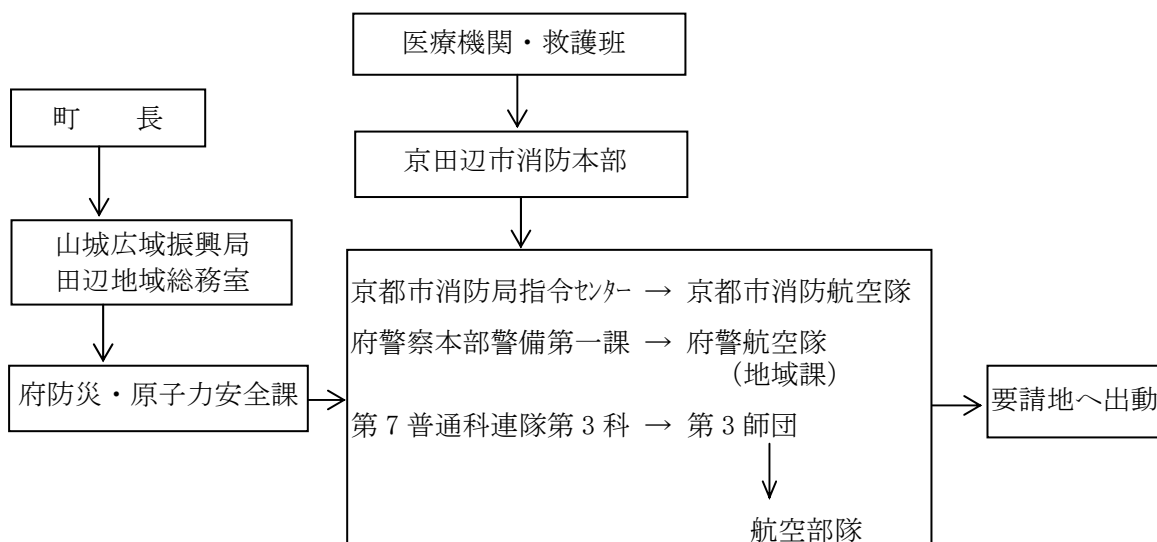 医療機関・救護班
町　　長
京田辺市消防本部
山城広域振興局
田辺地域総務室
京都市消防局指令ｾﾝﾀｰ → 京都市消防航空隊
府警察本部警備第一課 → 府警航空隊
（地域課）
府防災・原子力安全課
要請地へ出動
第７普通科連隊第３科 → 第３師団
航空部隊